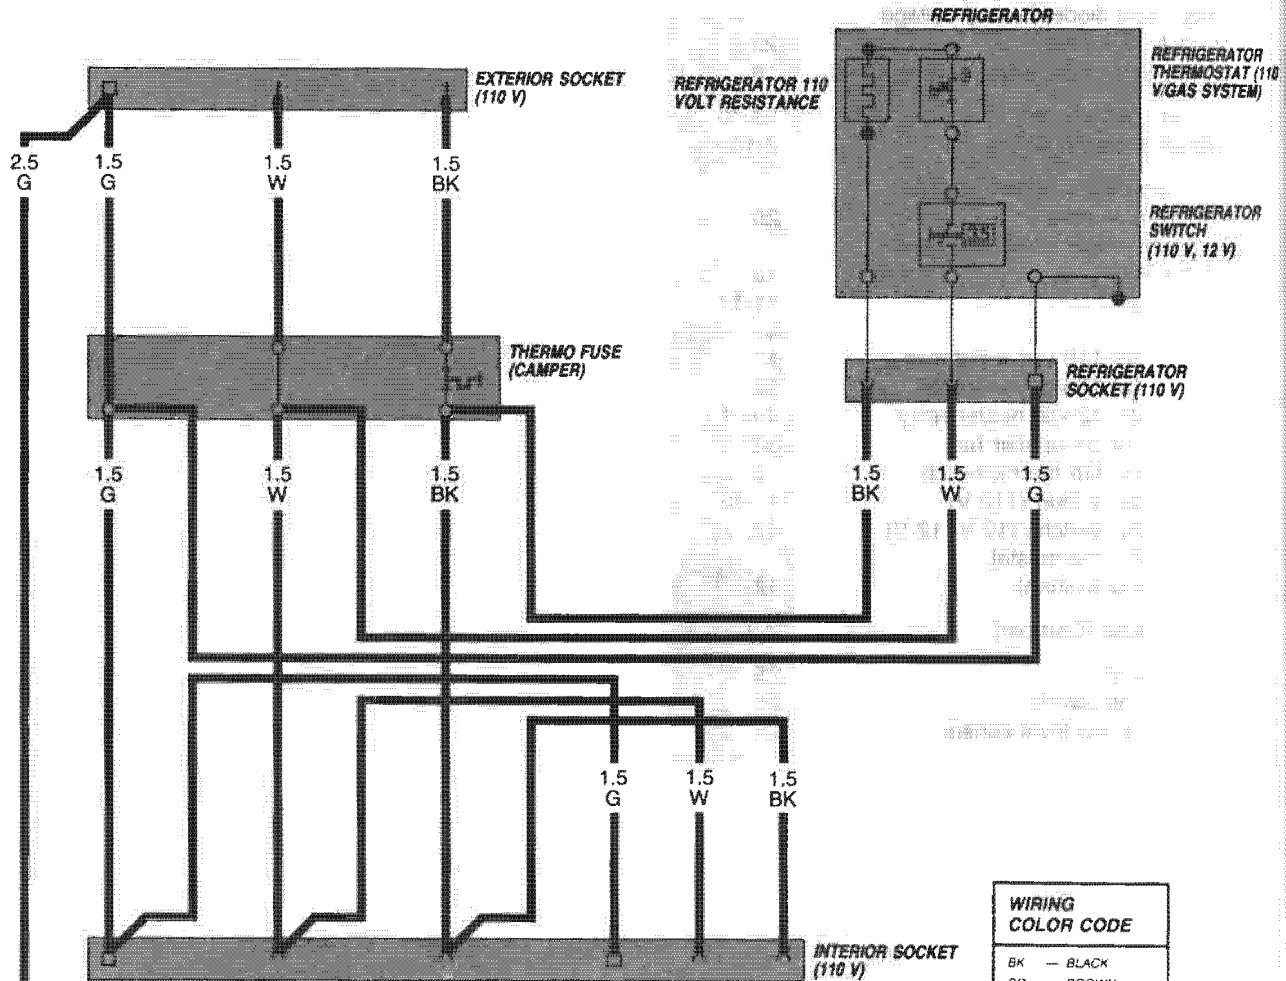 REFRIGERATOR
EXTERIOR SOCKET
(110 V)
REFRIGERATOR 110
VOLT RESISTANCE
REFRIGERATOR
THERMOSTAT (110
V/GAS SYSTEM)
2.5
G
1.5
G
1.5
W
1.5
BK
REFRIGERATOR
SWITCH
(110 V, 12 V)
THERMO FUSE
(CAMPER)
REFRIGERATOR
SOCKET (110 V)
1.5
G
1.5
W
1.5
BK
1.5
BK
1.5
W
1.5
G
1.5
G
1.5
W
1.5
BK
INTERIOR SOCKET
(110 V)
WIRING
COLOR CODE
BK — BLACK